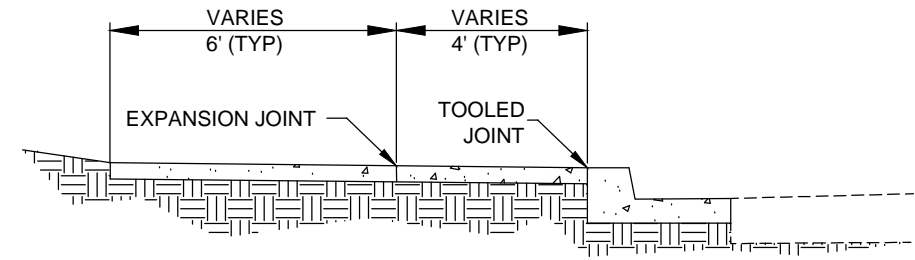 VARIES
6' (TYP)
VARIES
4' (TYP)
EXPANSION JOINT
TOOLED
JOINT